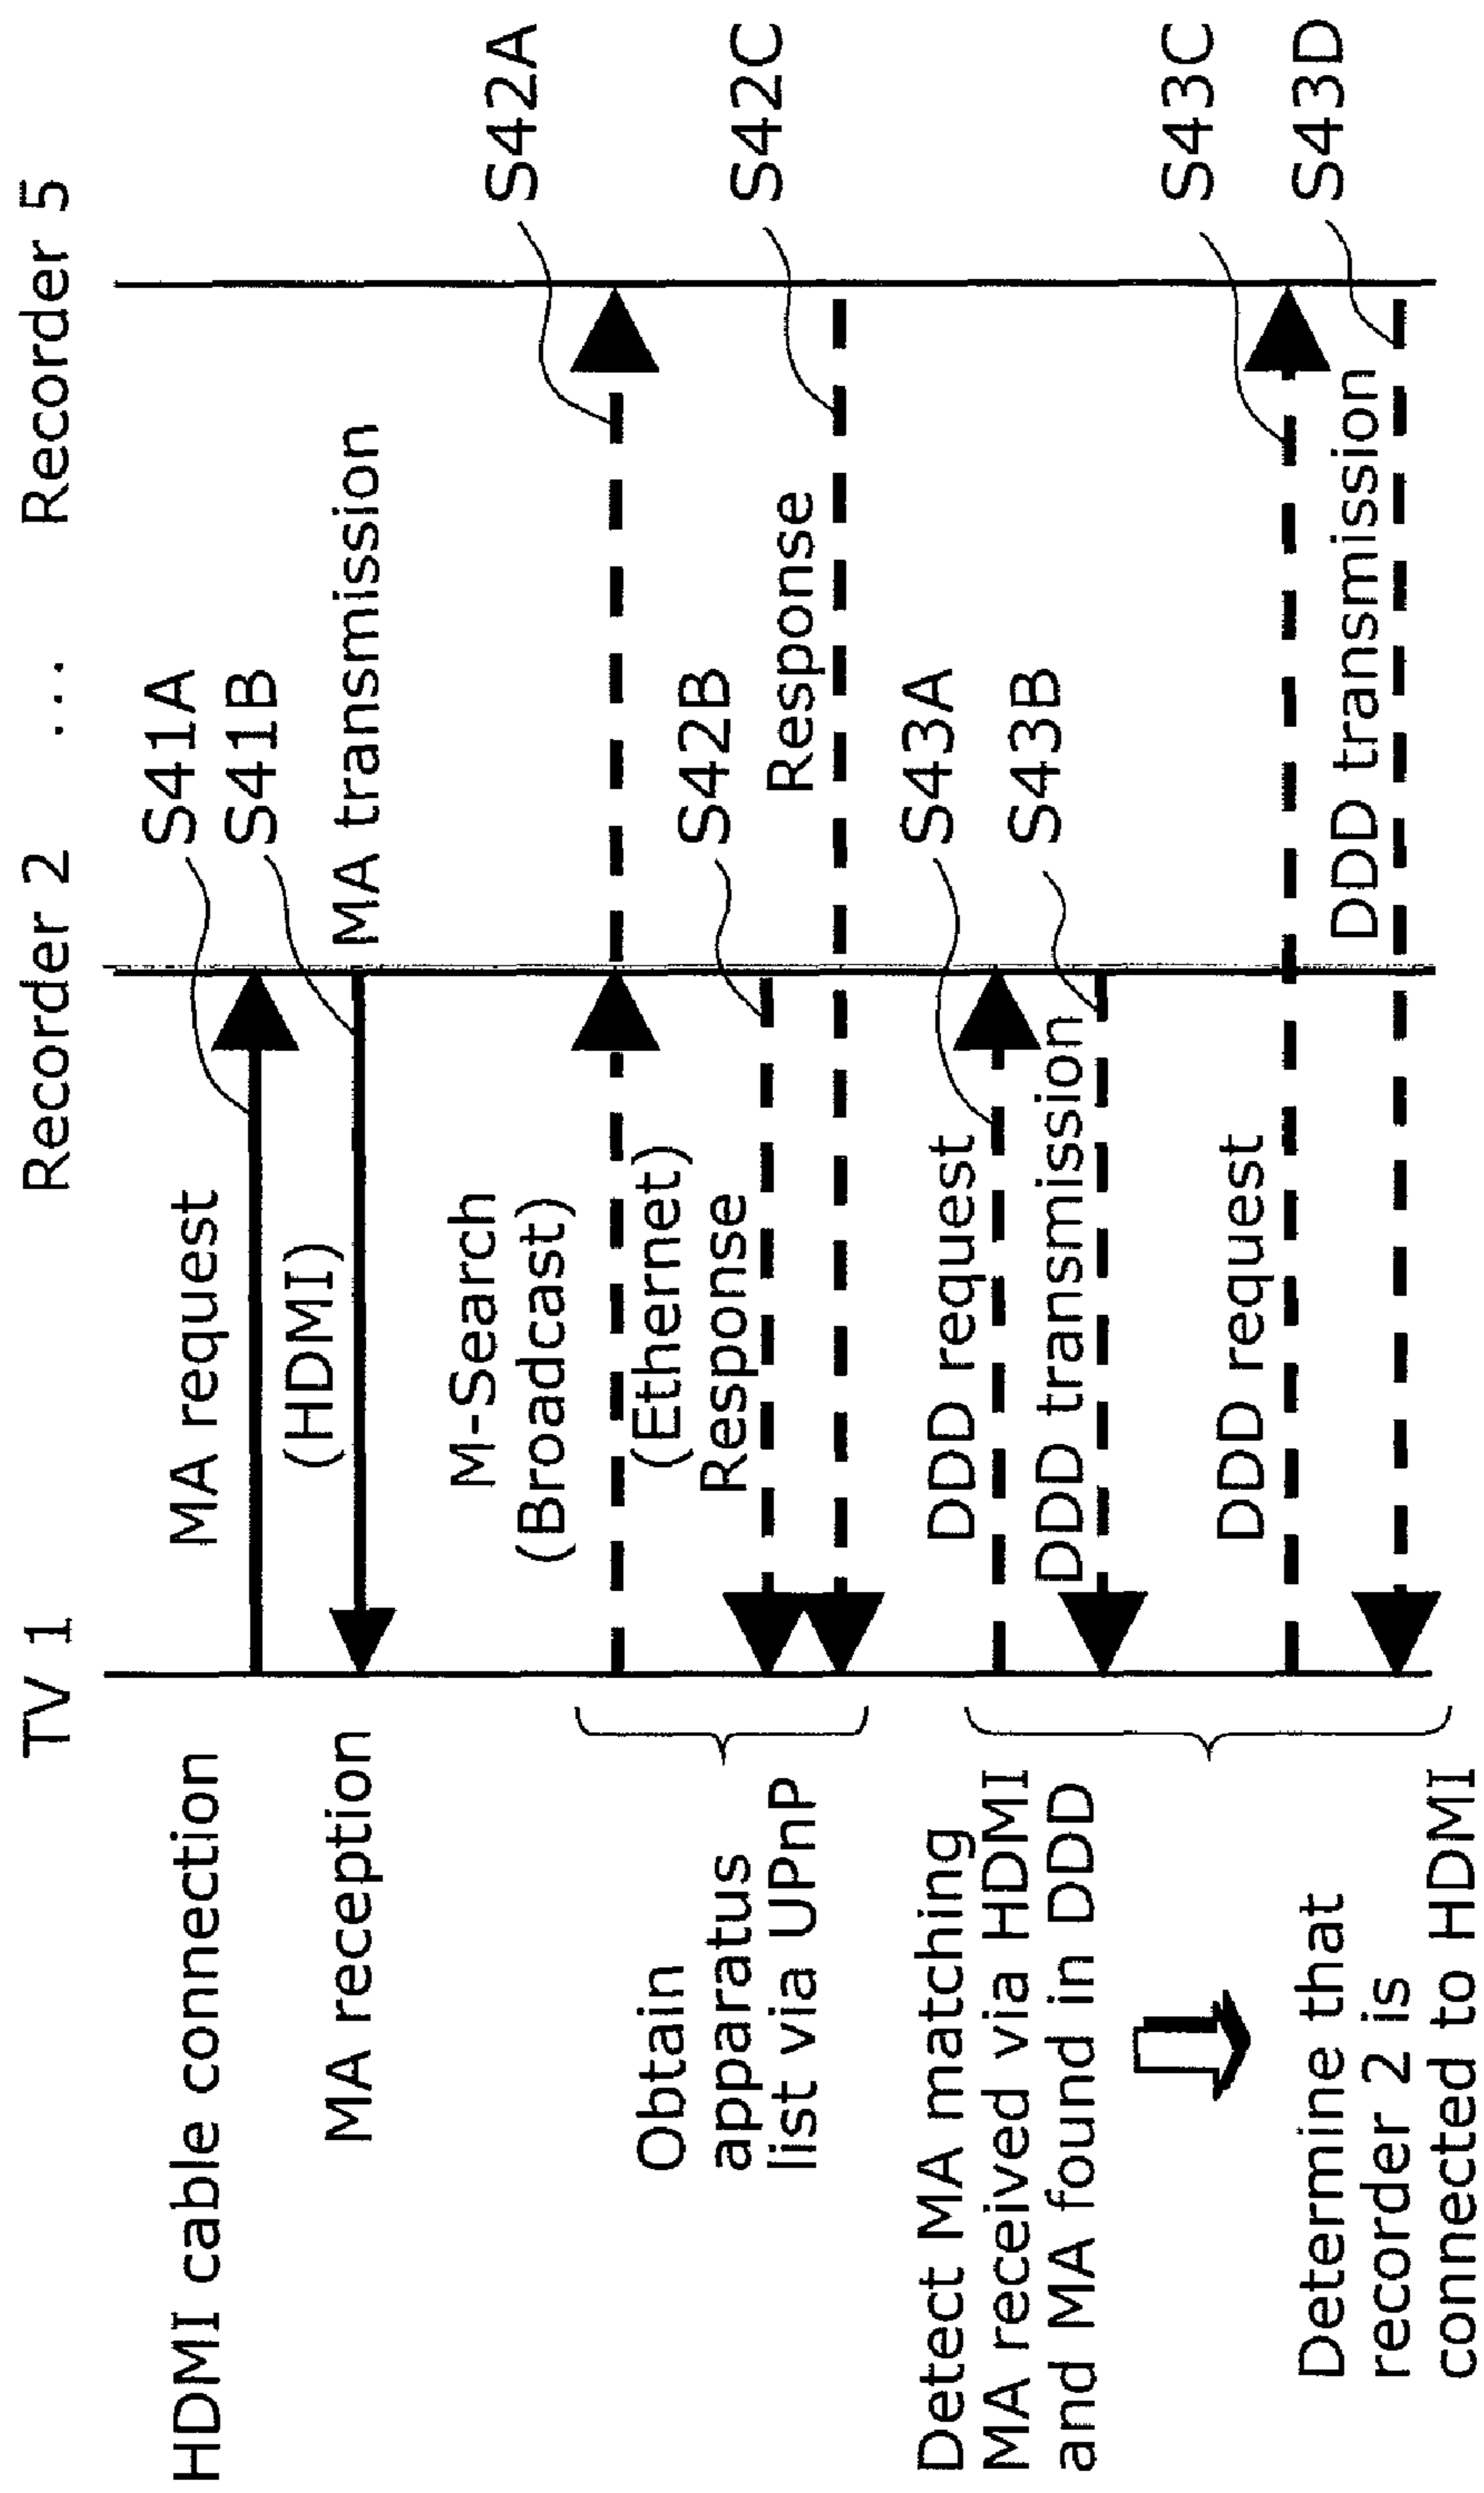 TV 1
Recorder 2
...
Recorder 5
HDMI cable connection
MA request
S41A
S41B
(HDMI)
MA transmission
MA reception
M-Search
(Broadcast)
S42A
(Ethernet)
Obtain
apparatus
list via UPnP
Response
S42B
Response
S42C
Detect MA matching
MA received via HDMI
and MA found in DDD
DDD request
S43A
DDD transmission
S43B
DDD request
S43C
DDD transmission
S43D
Determine that
recorder 2 is
connected to HDMI